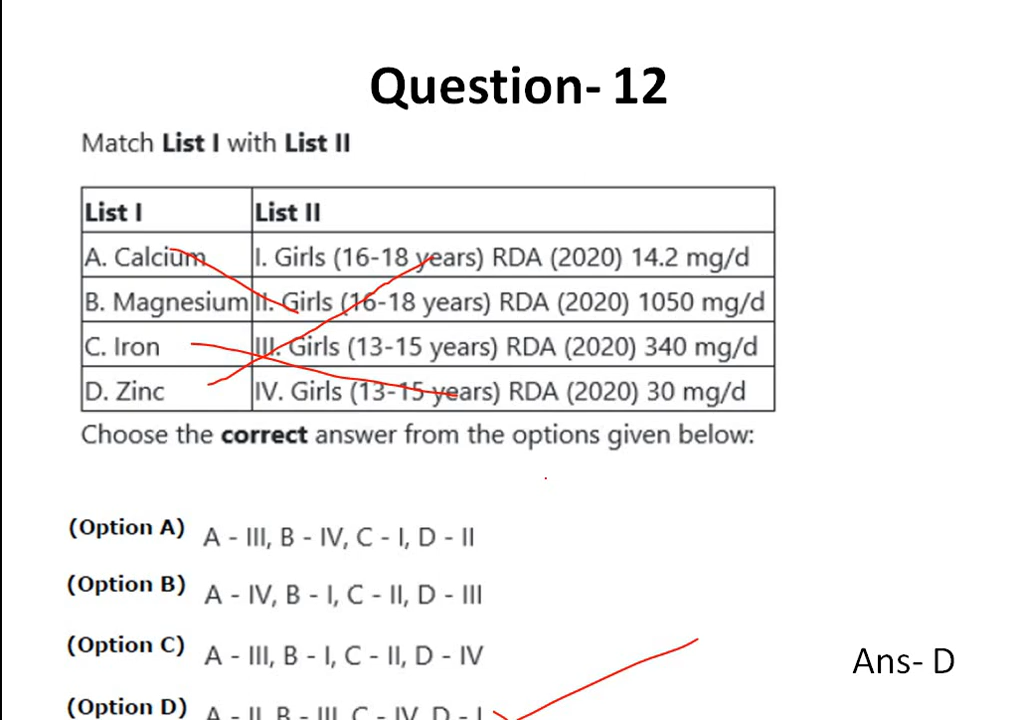 Question- 12
Match List I with List II
List I List II
A. Calcium I. Girls (16-18 years) RDA (2020) 14.2 mg/d
B. Magnesium II. Girls (16-18 years) RDA (2020) 1050 mg/d
C. Iron III. Girls (13-15 years) RDA (2020) 340 mg/d
D. Zinc IV. Girls (13-15 years) RDA (2020) 30 mg/d
Choose the correct answer from the options given below:
(Option A) A - III, B - IV, C - I, D - II
(Option B) A - IV, B - I, C - II, D - III
(Option C) A - III, B - I, C - II, D - IV
Ans- D
(Option D) A - II, B - III, C - IV, D - I